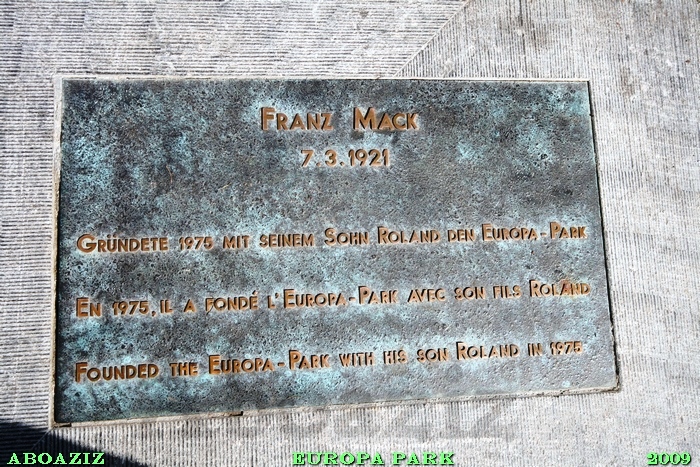 FRANZ MACK
7.3.1921
GRÜNDETE 1975 MIT SEINEM SOHN ROLAND DEN EUROPA-PARK
EN 1975, IL A FONDÉ L'EUROPA-PARK AVEC SON FILS ROLAND
FOUNDED THE EUROPA-PARK WITH HIS SON ROLAND IN 1975
ABOAZIZ
ABOAZIZ EUROPA PARK 2009